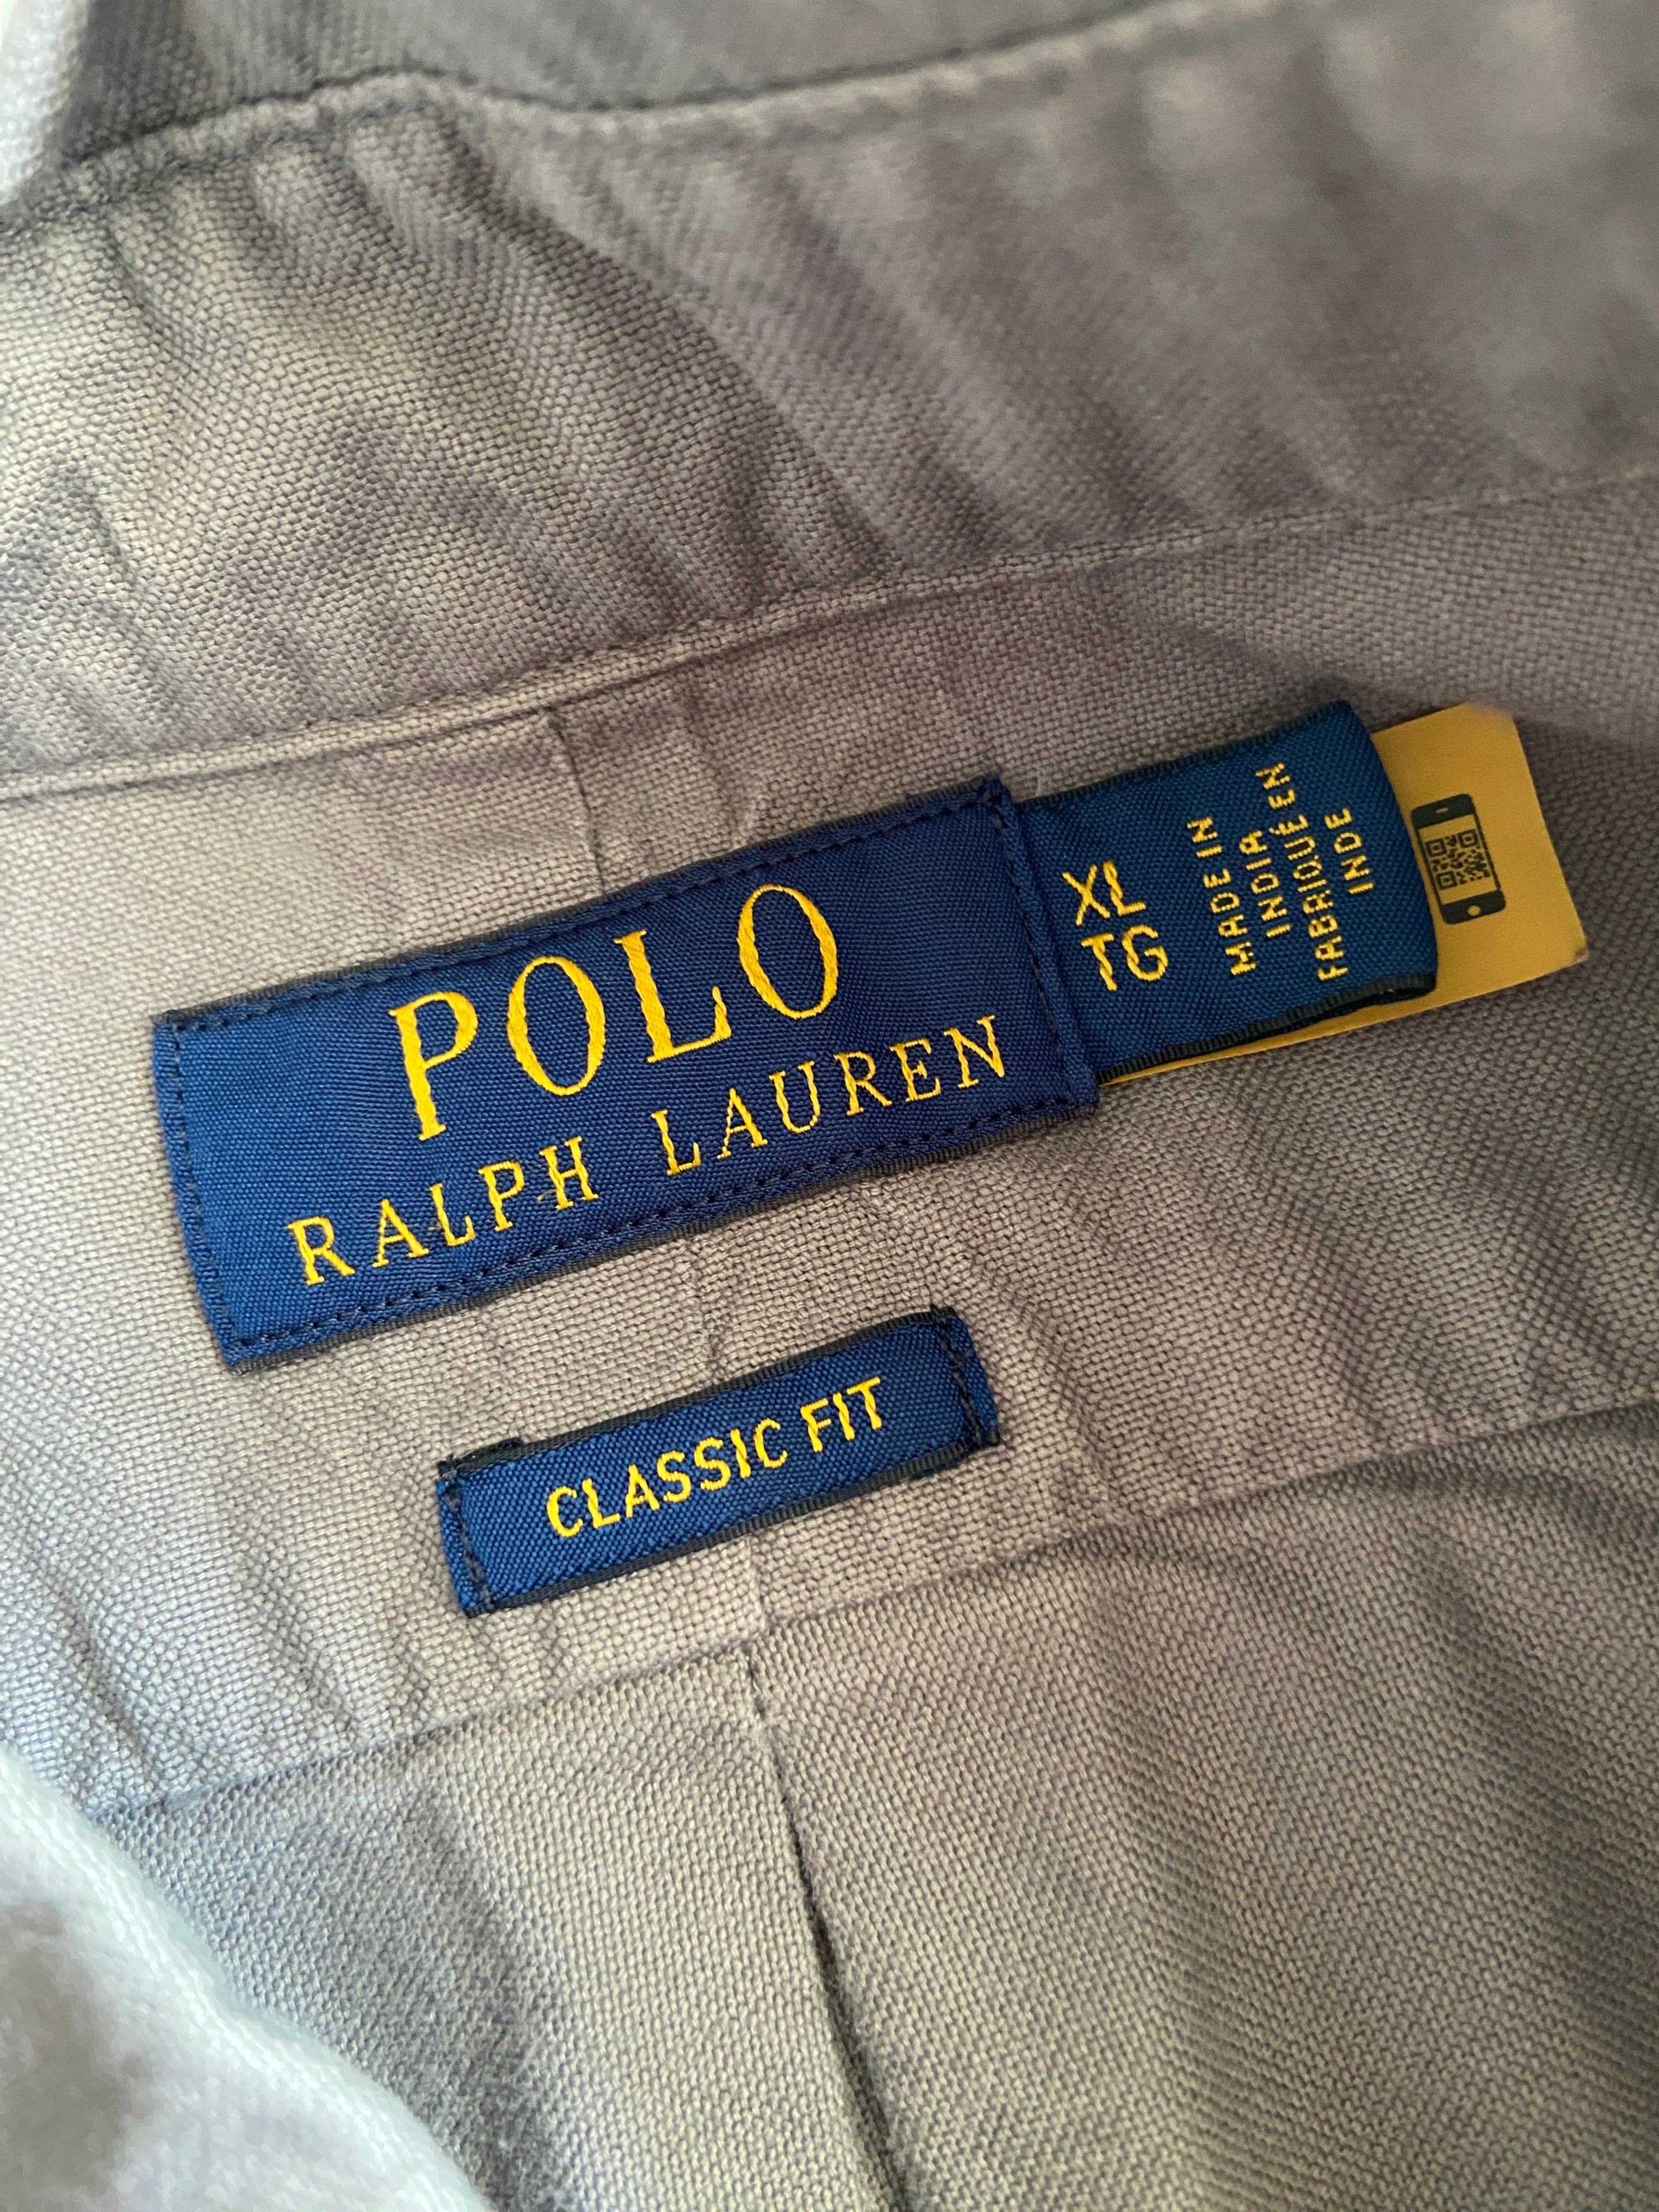 POLO
RALPH LAUREN
XL
TG
MADE IN
INDIA
FABRIQUÉ EN
INDE
CLASSIC FIT